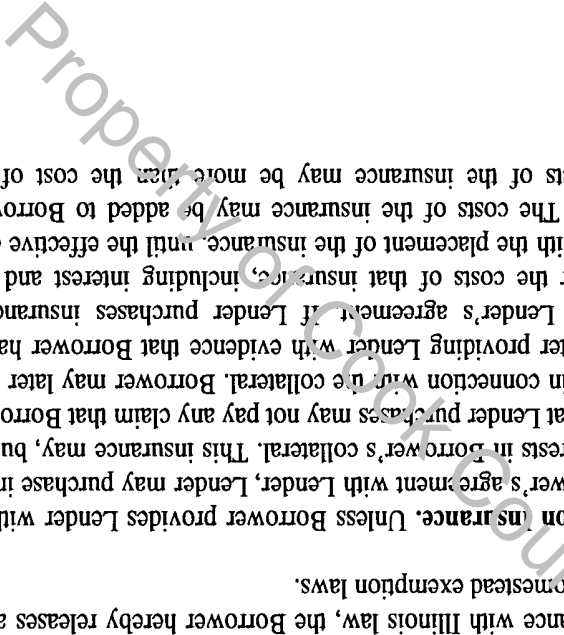 ance with Illinois law, the Borrower hereby releases a
omestead exemption laws.
on Insurance. Unless Borrower provides Lender with
wer's agreement with Lender, Lender may purchase in
rests in Borrower's collateral. This insurance may, bu
at Lender purchases may not pay any claim that Borro
in connection with the collateral. Borrower may later
ter providing Lender with evidence that Borrower ha
Lender's agreement. If Lender purchases insuranc
r the costs of that insurance, including interest and
ith the placement of the insurance, until the effective
The costs of the insurance may be added to Borrow
ts of the insurance may be more than the cost of
Property of Cook Cou